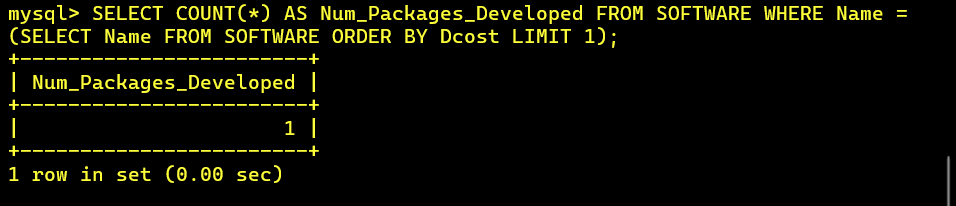 mysql> SELECT COUNT(*) AS Num_Packages_Developed FROM SOFTWARE WHERE Name =
(SELECT Name FROM SOFTWARE ORDER BY Dcost LIMIT 1);
+------------------------+
| Num_Packages_Developed |
+------------------------+
|                      1 |
+------------------------+
1 row in set (0.00 sec)